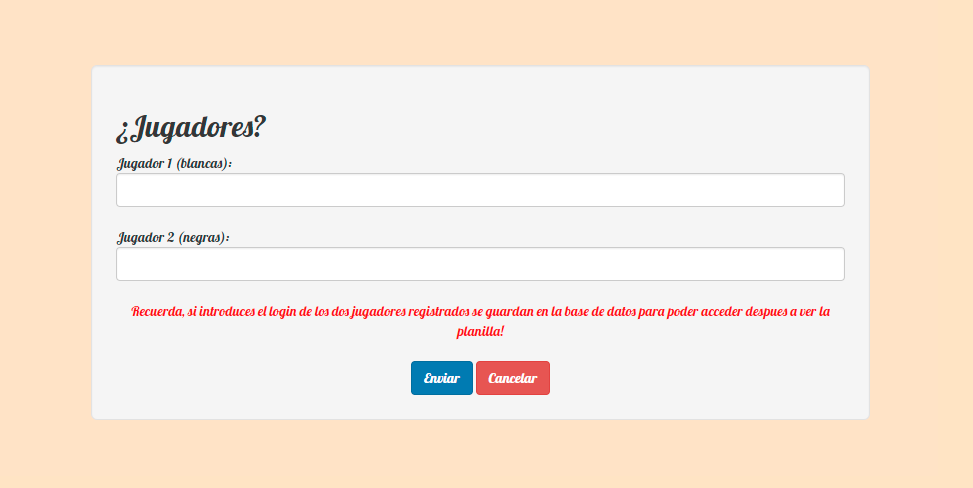 ¿Jugadores?
Jugador 1 (blancas):
Jugador 2 (negras):
Recuerda, si introduces el login de los dos jugadores registrados se guardan en la base de datos para poder acceder despues a ver la
planilla!
Enviar Cancelar